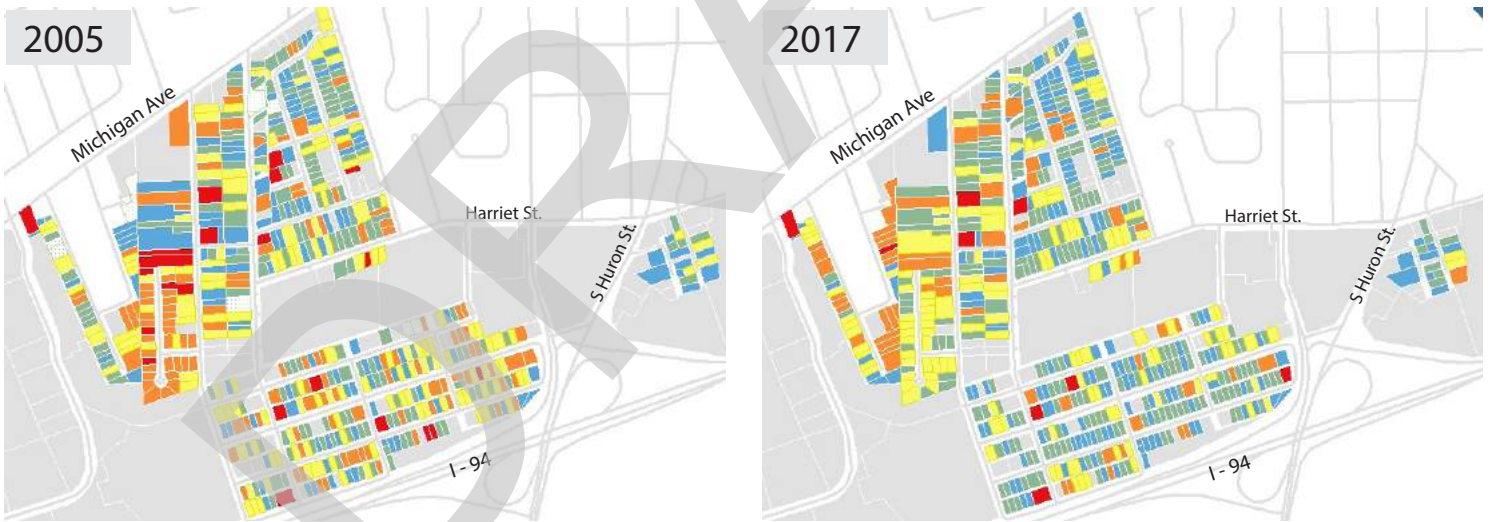 2005
Michigan Ave
Harriet St.
S Huron St.
I - 94
2017
Michigan Ave
Harriet St.
S Huron St.
I - 94